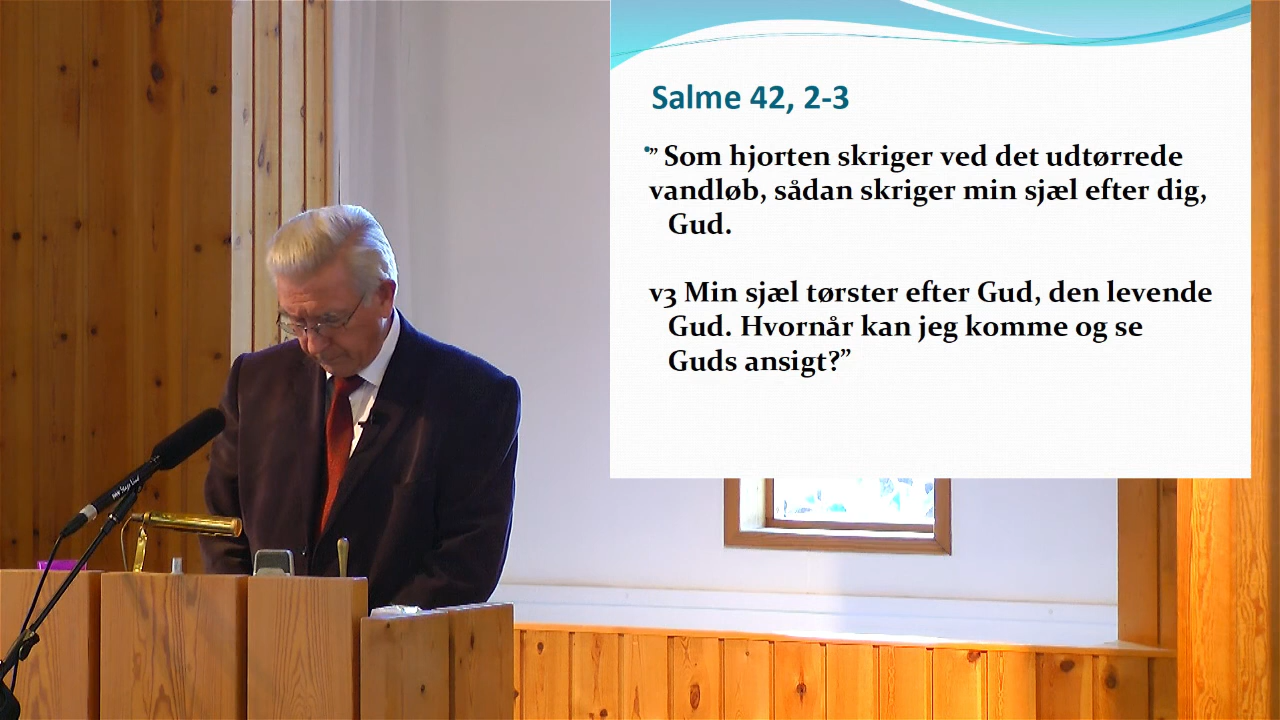 Salme 42, 2-3
•” Som hjorten skriger ved det udtørrede
vandløb, sådan skriger min sjæl efter dig,
Gud.
v3 Min sjæl tørster efter Gud, den levende
Gud. Hvornår kan jeg komme og se
Guds ansigt?”